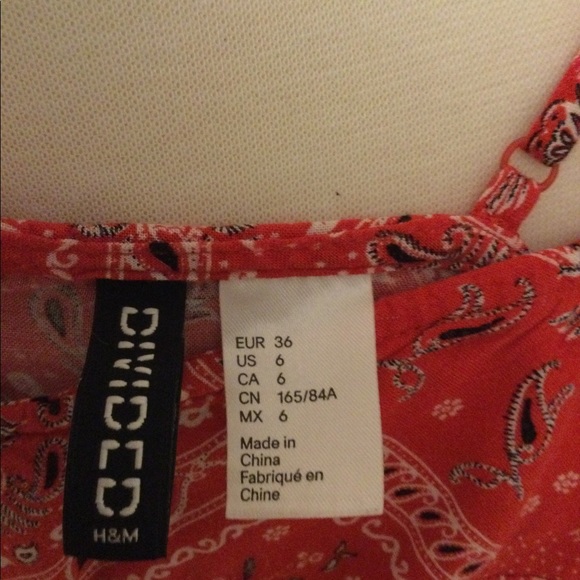 DIVIDED
H&M
EUR 36
US 6
CA 6
CN 165/84A
MX 6
Made in
China
Fabriqué en
Chine